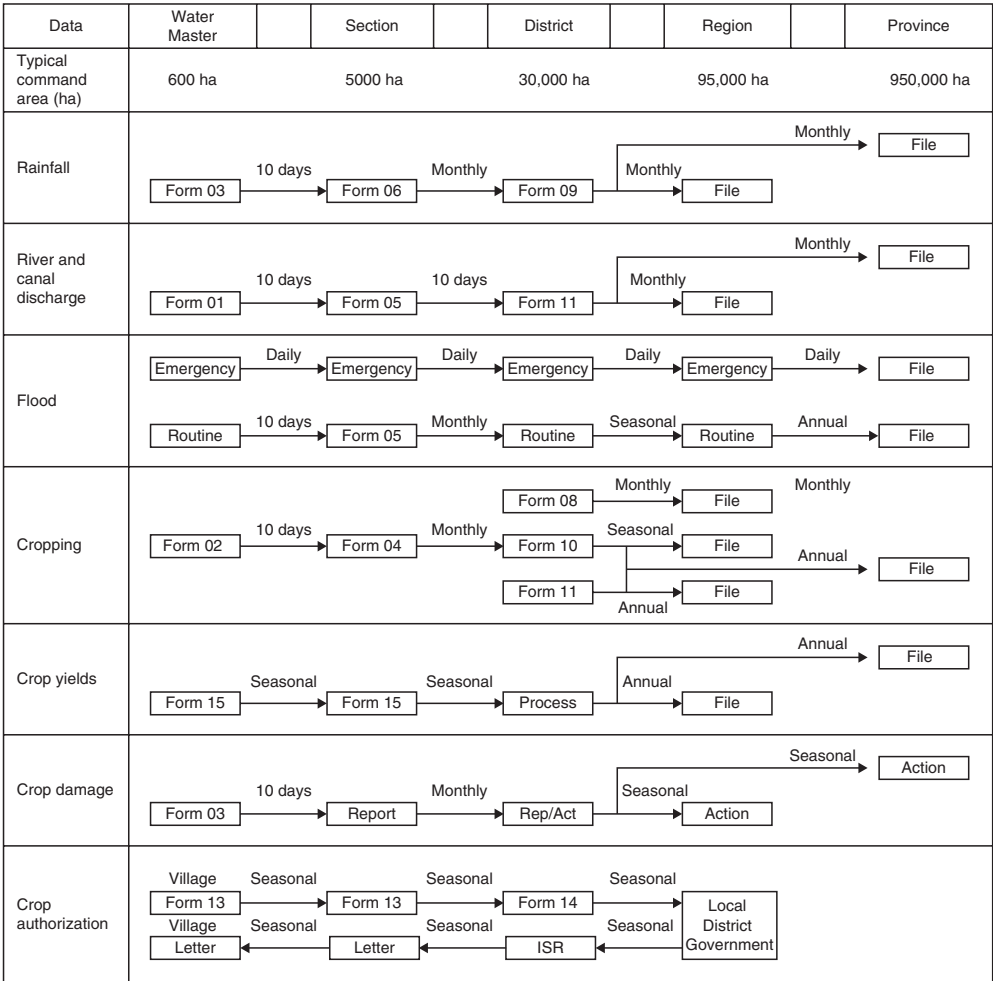 Data
Water
Master
Section
District
Region
Province
Typical
command
area (ha)
600 ha
5000 ha
30,000 ha
95,000 ha
950,000 ha
Rainfall
Monthly
File
10 days
Monthly
Monthly
Form 03
Form 06
Form 09
File
River and
canal
discharge
Monthly
File
10 days
10 days
Monthly
Form 01
Form 05
Form 11
File
Flood
Daily
Daily
Daily
Daily
Emergency
Emergency
Emergency
Emergency
File
10 days
Monthly
Seasonal
Annual
Routine
Form 05
Routine
Routine
File
Cropping
Monthly
Monthly
Form 08
File
10 days
Monthly
Seasonal
Form 02
Form 04
Form 10
File
Annual
File
Form 11
File
Annual
Crop yields
Annual
File
Seasonal
Seasonal
Annual
Form 15
Form 15
Process
File
Crop damage
Seasonal
Action
10 days
Monthly
Seasonal
Form 03
Report
Rep/Act
Action
Crop
authorization
Village
Seasonal
Seasonal
Seasonal
Form 13
Form 13
Form 14
Local
District
Government
Village
Seasonal
Seasonal
Seasonal
Letter
Letter
ISR